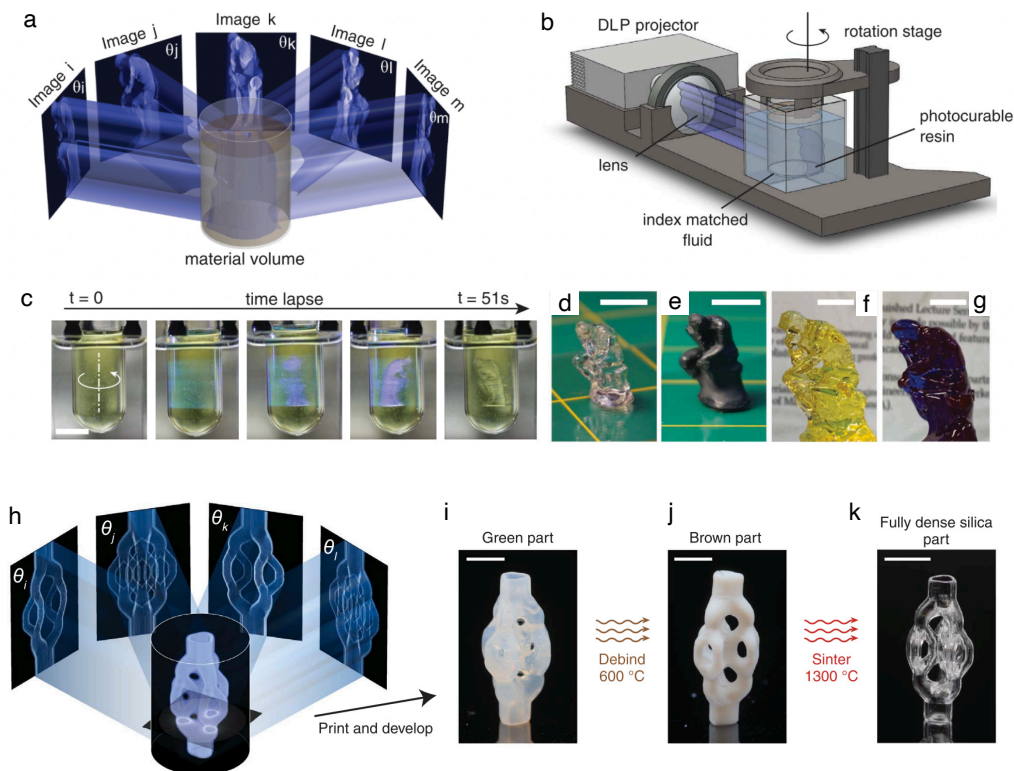 a
Image i
Image j
Image k
Image l
Image m
θi
θj
θk
θl
θm
material volume
b
DLP projector
rotation stage
photocurable
resin
lens
index matched
fluid
c
t = 0
time lapse
t = 51s
d
e
f
g
h
θi
θj
θk
θl
Print and develop
i
Green part
Debind
600 °C
j
Brown part
Sinter
1300 °C
k
Fully dense silica
part